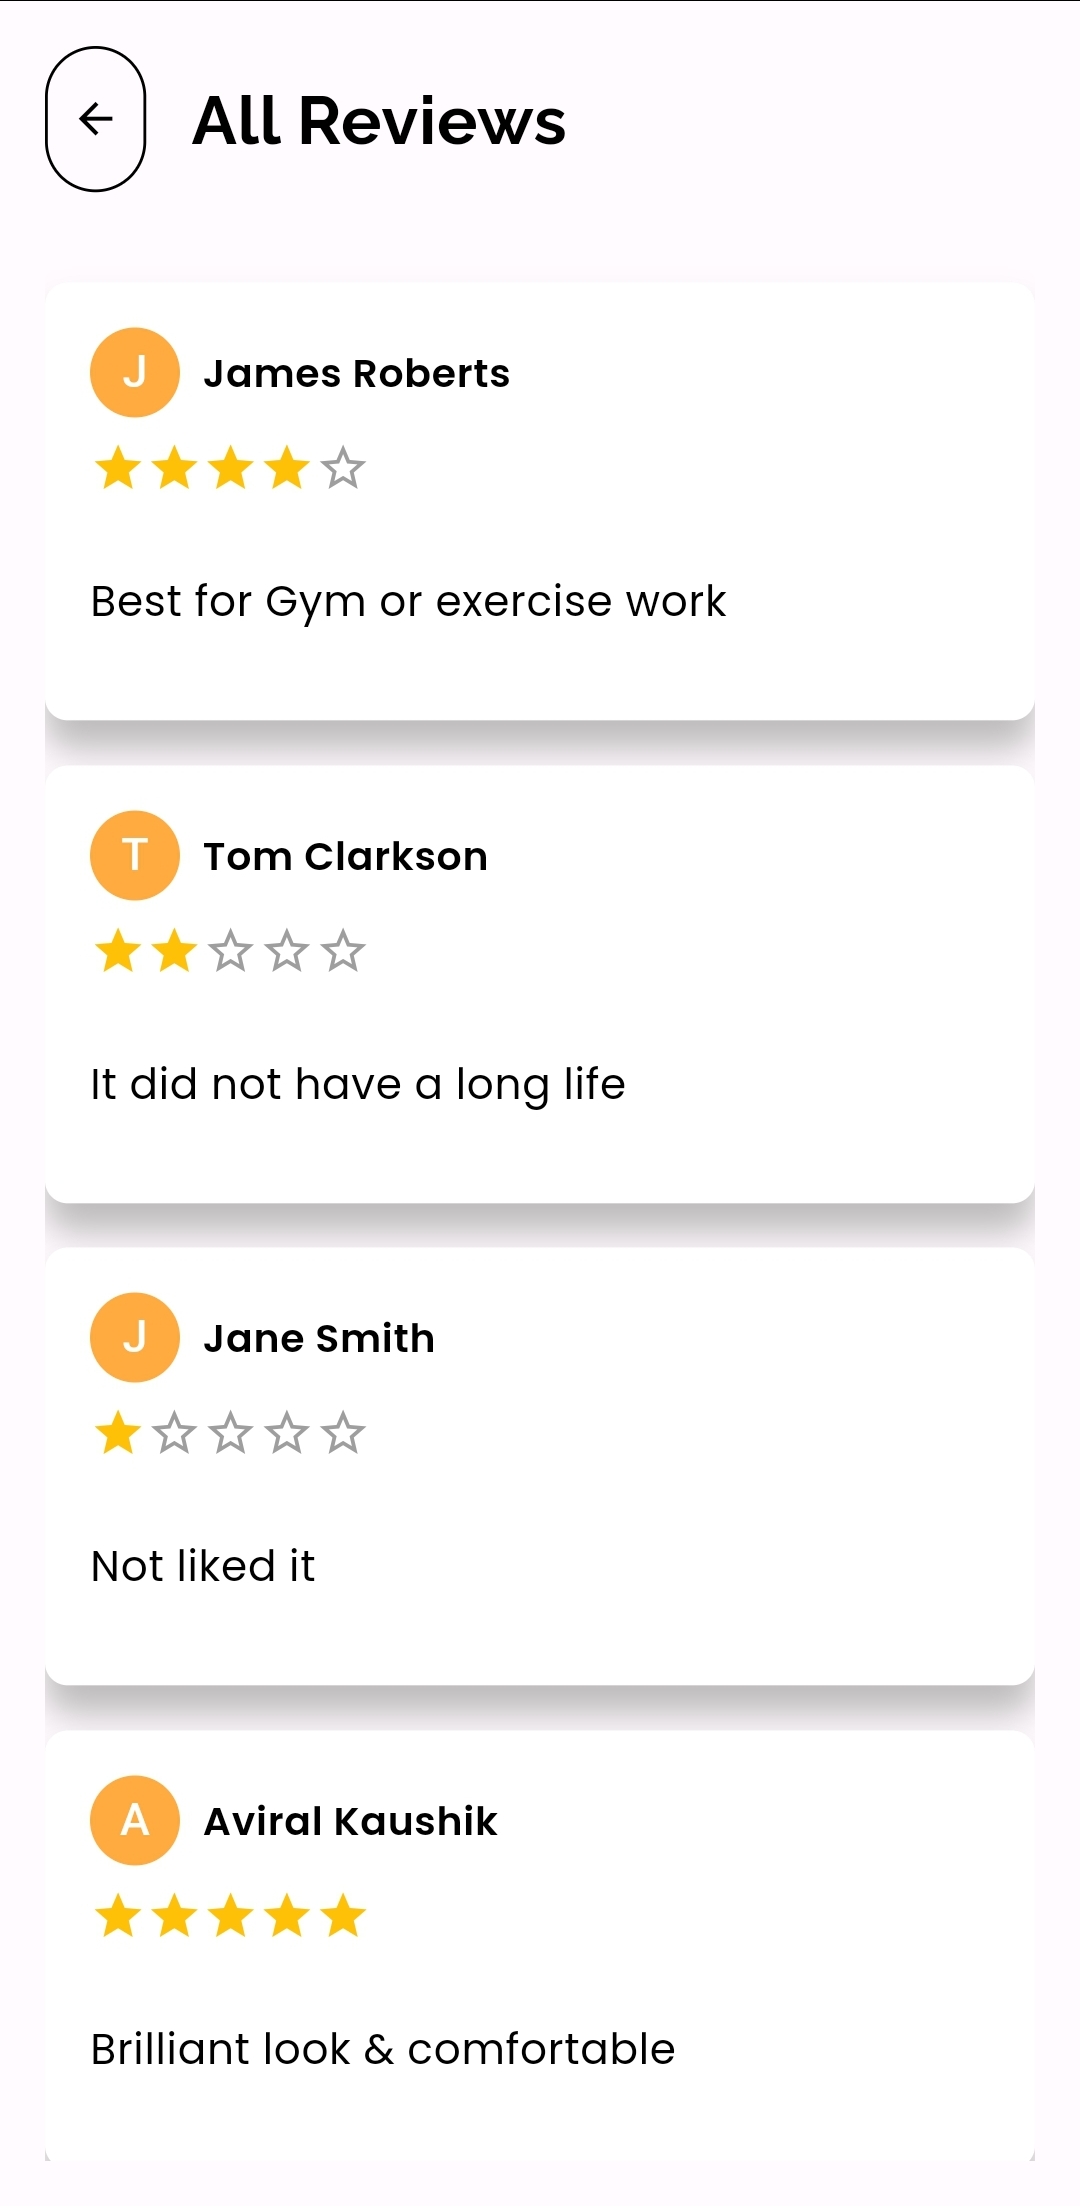 All Reviews
J James Roberts
Best for Gym or exercise work
T Tom Clarkson
It did not have a long life
J Jane Smith
Not liked it
A Aviral Kaushik
Brilliant look & comfortable